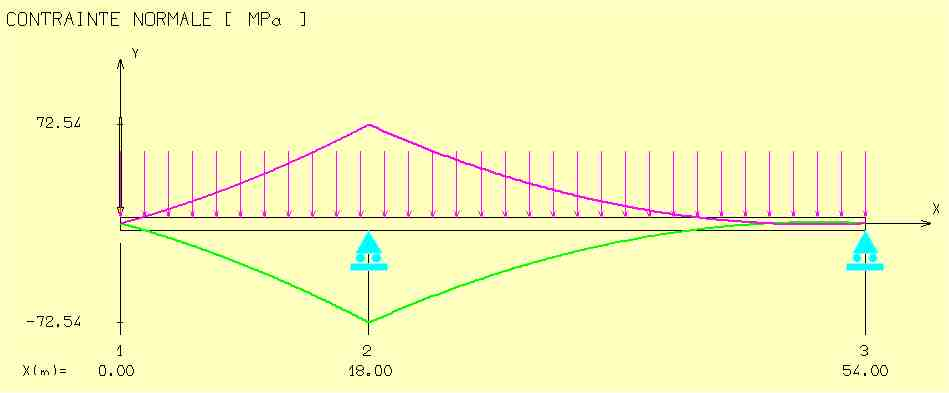 CONTRAINTE NORMALE [ MPa ]
Y
72.54
X
-72.54
1 2 3
X(m)= 0.00 18.00 54.00